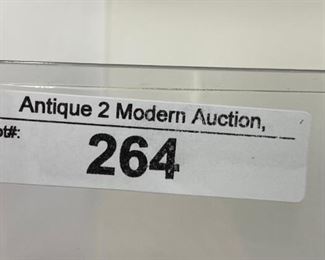 Antique 2 Modern Auction,
ot#:
264